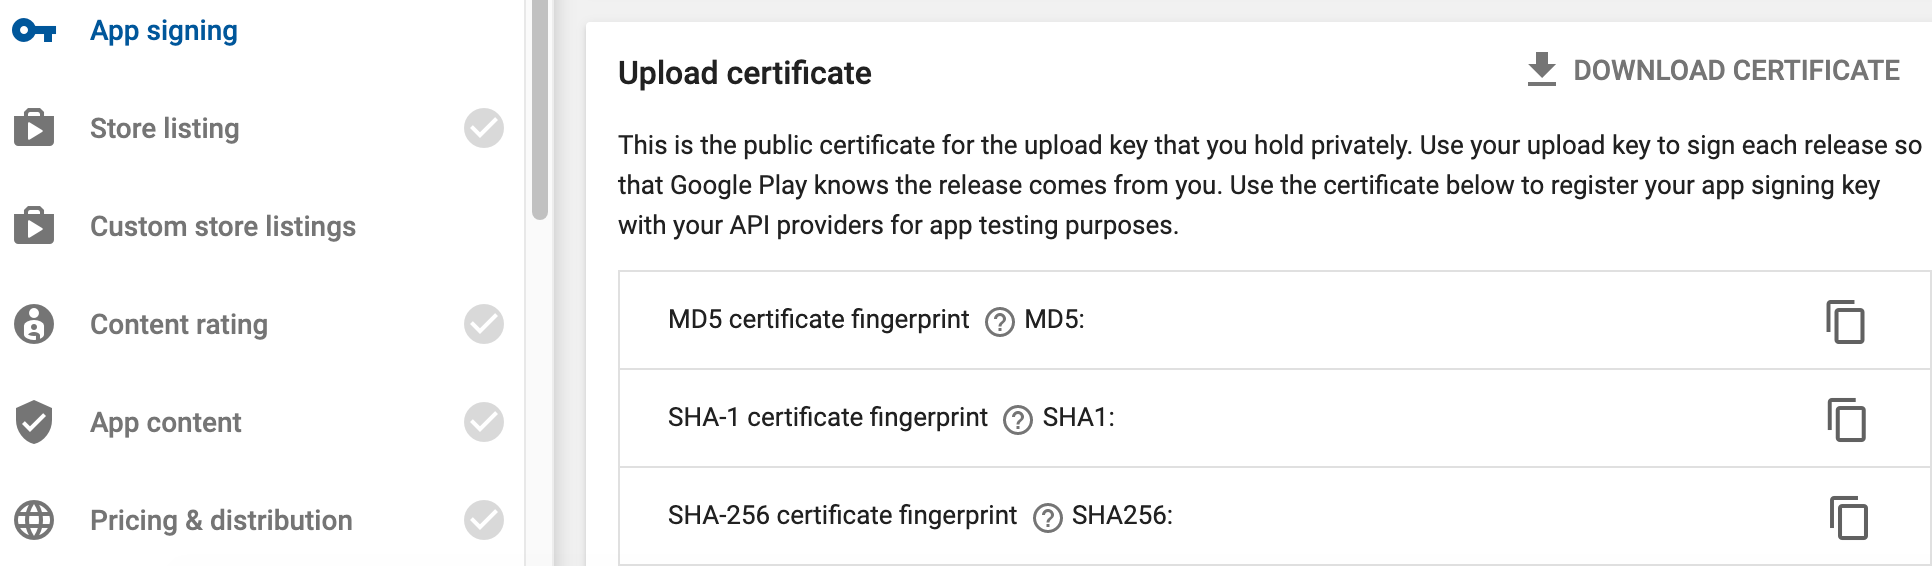 App signing
Store listing
Custom store listings
Content rating
App content
Pricing & distribution
Upload certificate
DOWNLOAD CERTIFICATE
This is the public certificate for the upload key that you hold privately. Use your upload key to sign each release so
that Google Play knows the release comes from you. Use the certificate below to register your app signing key
with your API providers for app testing purposes.
MD5 certificate fingerprint ? MD5:
SHA-1 certificate fingerprint ? SHA1:
SHA-256 certificate fingerprint ? SHA256: